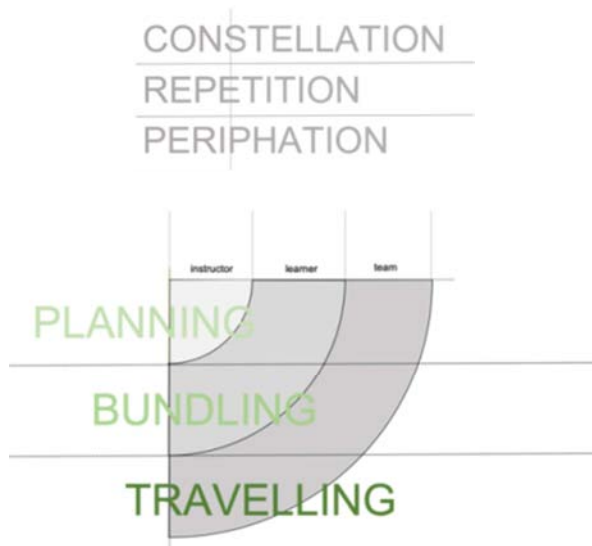 CONSTELLATION
REPETITION
PERIPHATION
instructor learner team
PLANNING
BUNDLING
TRAVELLING